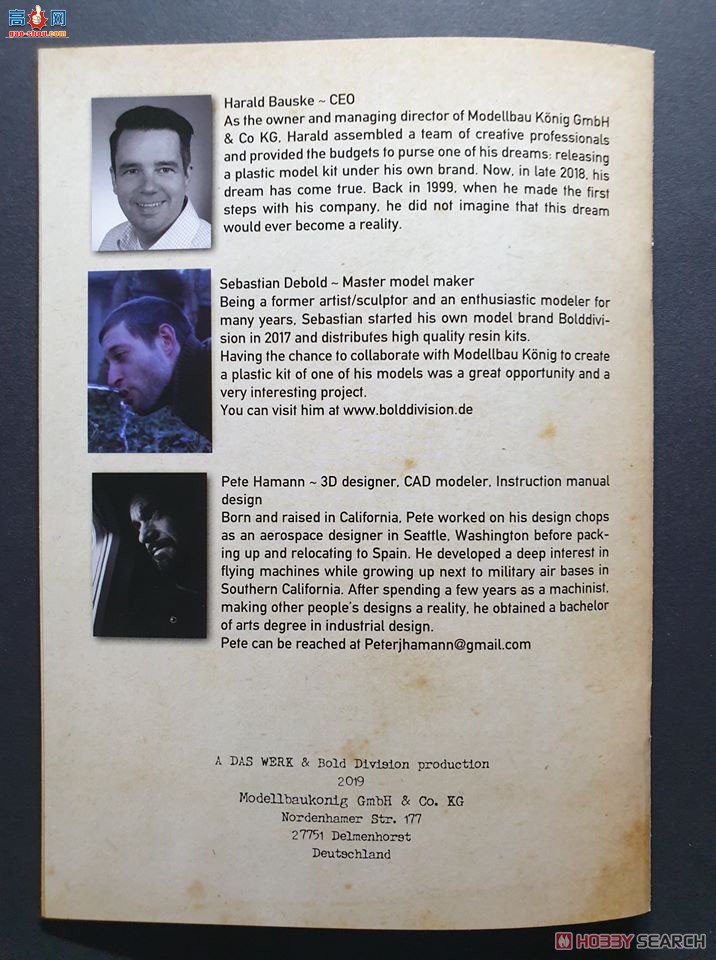 高手网
gao-shou.com
Harald Bauske ~ CEO
As the owner and managing director of Modellbau König GmbH
& Co KG, Harald assembled a team of creative professionals
and provided the budgets to purse one of his dreams: releasing
a plastic model kit under his own brand. Now, in late 2018, his
dream has come true. Back in 1999, when he made the first
steps with his company, he did not imagine that this dream
would ever become a reality.
Sebastian Debold ~ Master model maker
Being a former artist/sculptor and an enthusiastic modeler for
many years, Sebastian started his own model brand Bolddivi-
sion in 2017 and distributes high quality resin kits.
Having the chance to collaborate with Modellbau König to create
a plastic kit of one of his models was a great opportunity and a
very interesting project.
You can visit him at www.bolddivision.de
Pete Hamann ~ 3D designer, CAD modeler, Instruction manual
design
Born and raised in California, Pete worked on his design chops
as an aerospace designer in Seattle, Washington before pack-
ing up and relocating to Spain. He developed a deep interest in
flying machines while growing up next to military air bases in
Southern California. After spending a few years as a machinist,
making other people's designs a reality, he obtained a bachelor
of arts degree in industrial design.
Pete can be reached at Peterjhamann@gmail.com
A DAS WERK & Bold Division production
2019
Modellbaukonig GmbH & Co. KG
Nordenhamer Str. 177
27751 Delmenhorst
Deutschland
HOBBY SEARCH